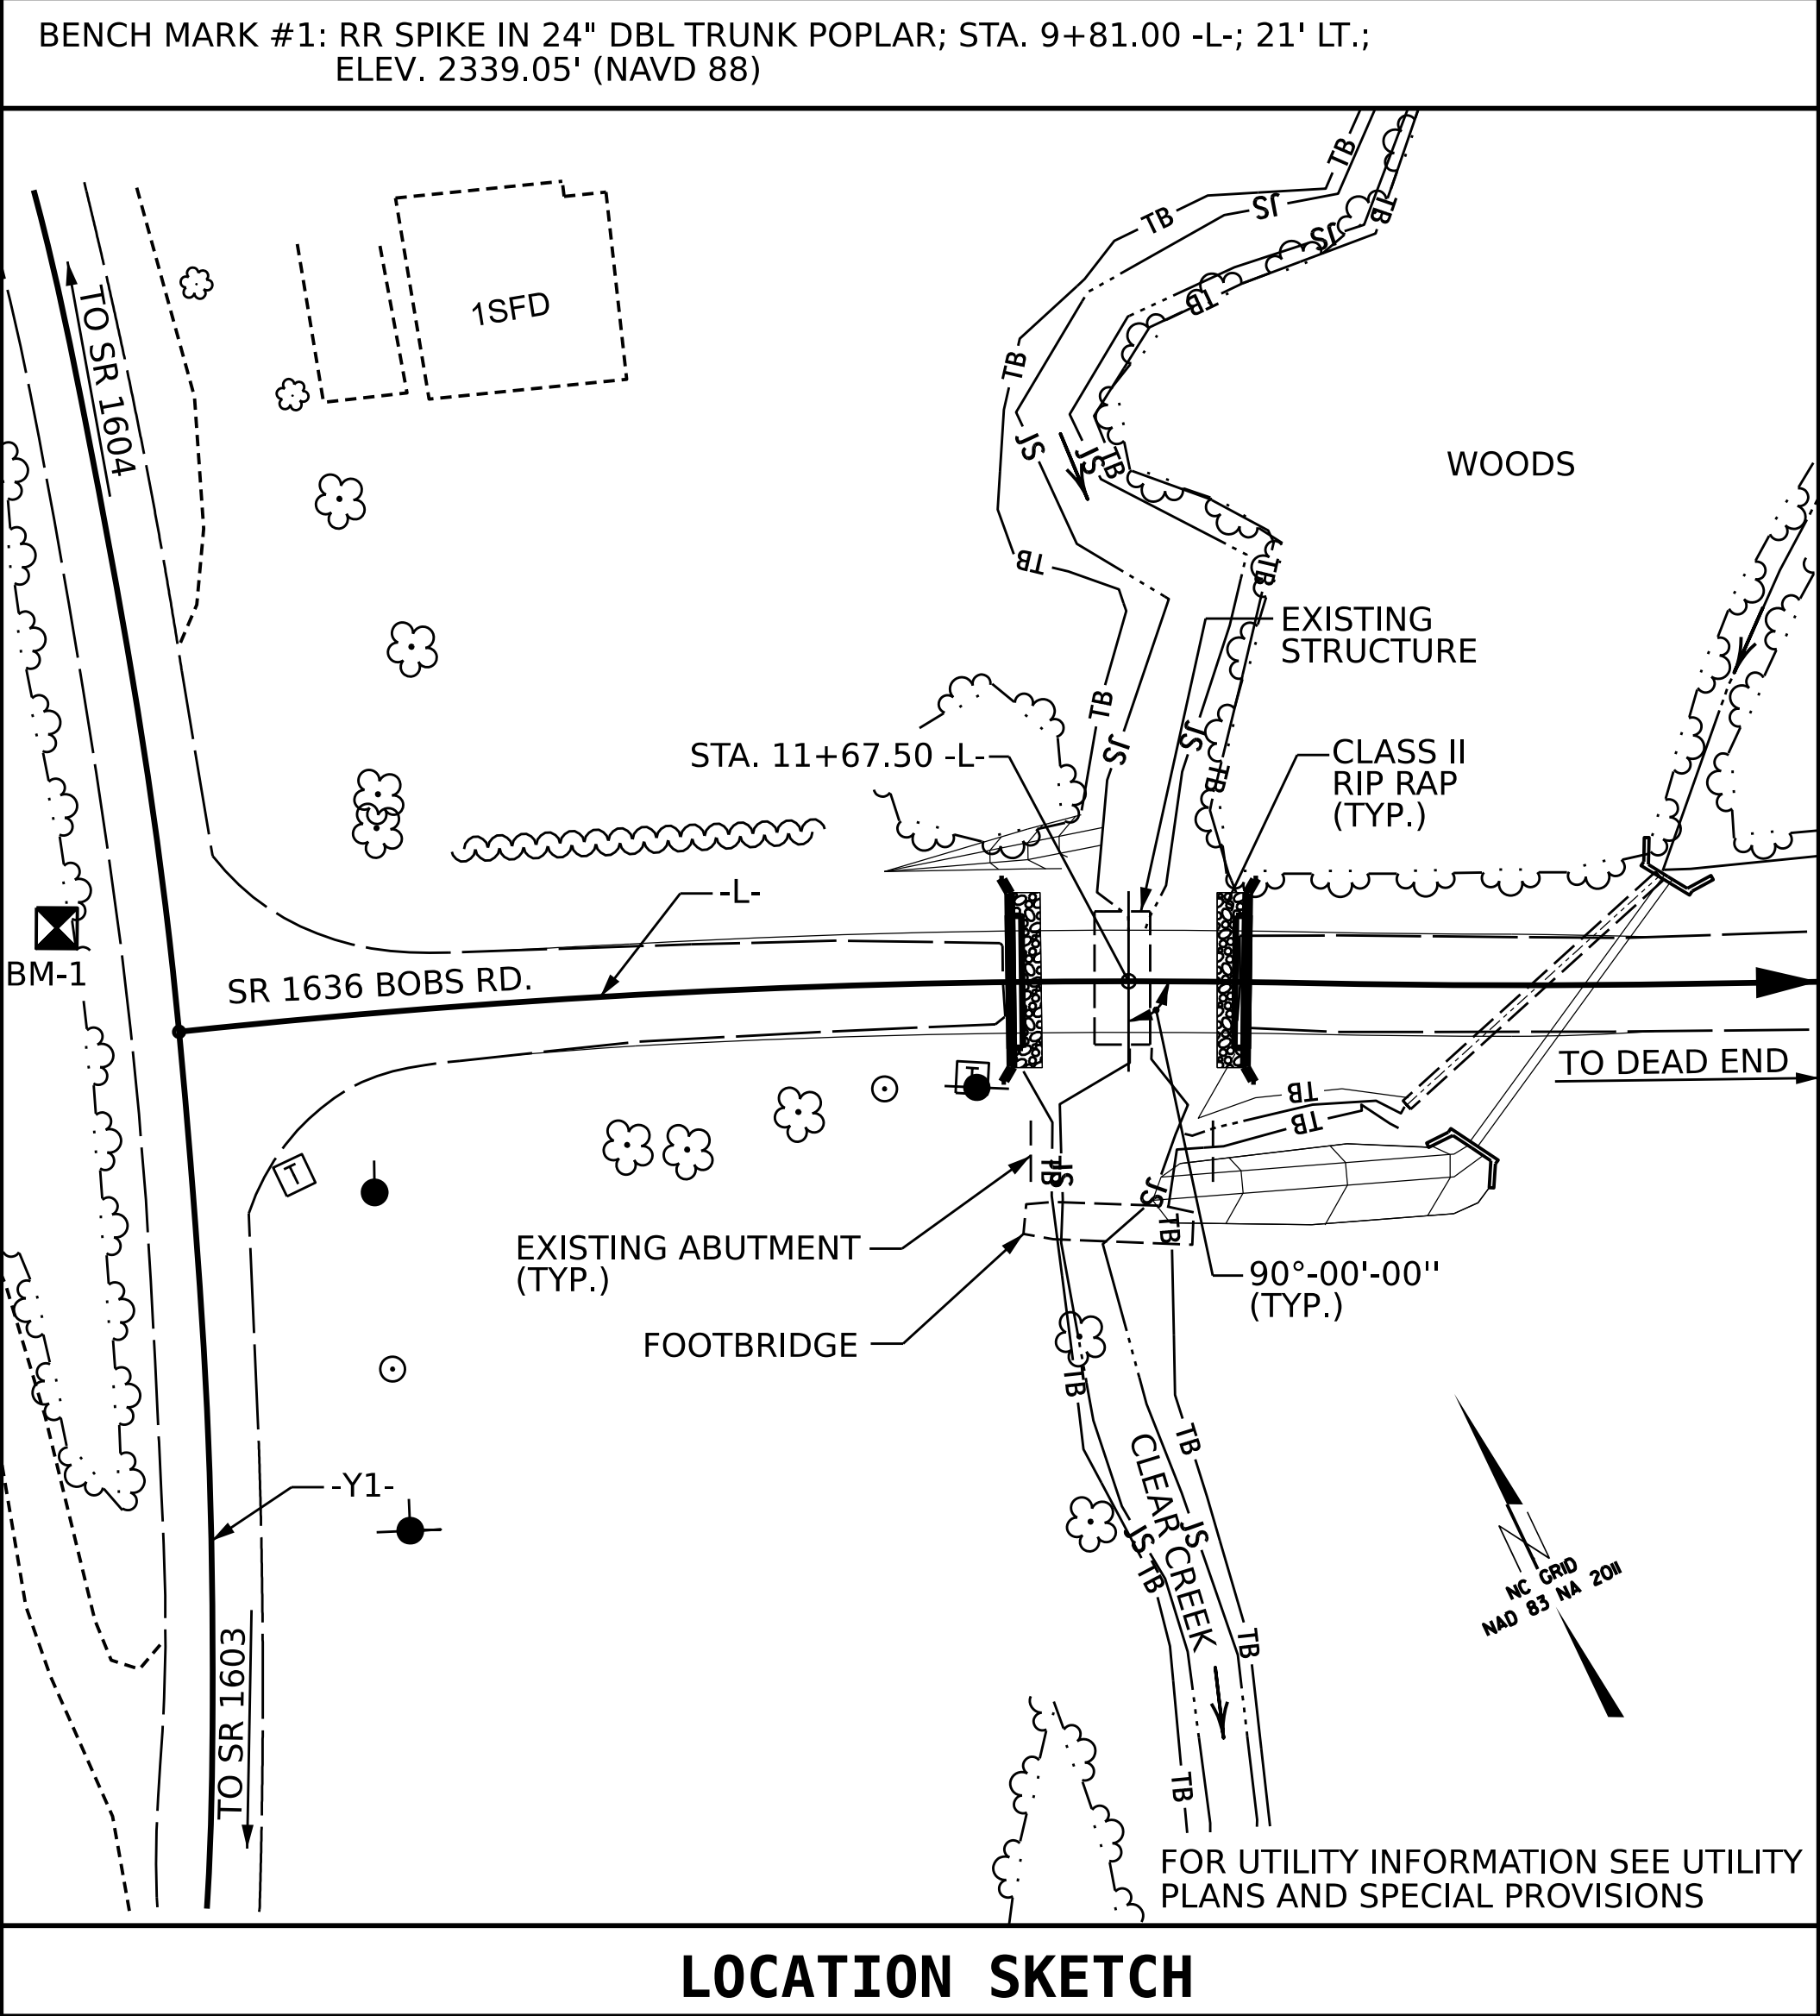 BENCH MARK #1: RR SPIKE IN 24" DBL TRUNK POPLAR; STA. 9+81.00 -L-; 21' LT.;
ELEV. 2339.05' (NAVD 88)
TB
JS
TB
TB
JS
TO SR 1604
1SFD
TB
TB
JS
JS
TB
WOODS
TB
TB
EXISTING
STRUCTURE
TB
JS
JS
STA. 11+67.50 -L-
TB
CLASS II
RIP RAP
(TYP.)
-L-
BM-1
SR 1636 BOBS RD.
TO DEAD END
T
TB
TB
T
TB
JS
JS
TB
EXISTING ABUTMENT
(TYP.)
90°-00'-00''
(TYP.)
FOOTBRIDGE
TB
TB
CLEAR CREEK
-Y1-
JS
JS
TB
NC GRID
NAD 83 NA 2011
TB
TO SR 1603
TB
FOR UTILITY INFORMATION SEE UTILITY
PLANS AND SPECIAL PROVISIONS
LOCATION SKETCH